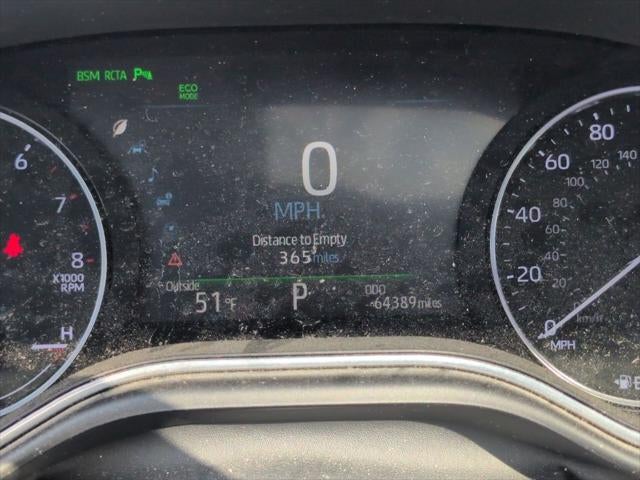 BSM RCTA P
ECO
MODE
0
MPH
Distance to Empty
365 miles
Outside
51°F
P
ODO
64389 miles
6
7
8
X1000
RPM
H
80
60
40
20
0
MPH
140
120
100
80
60
40
20
0
km/h
E